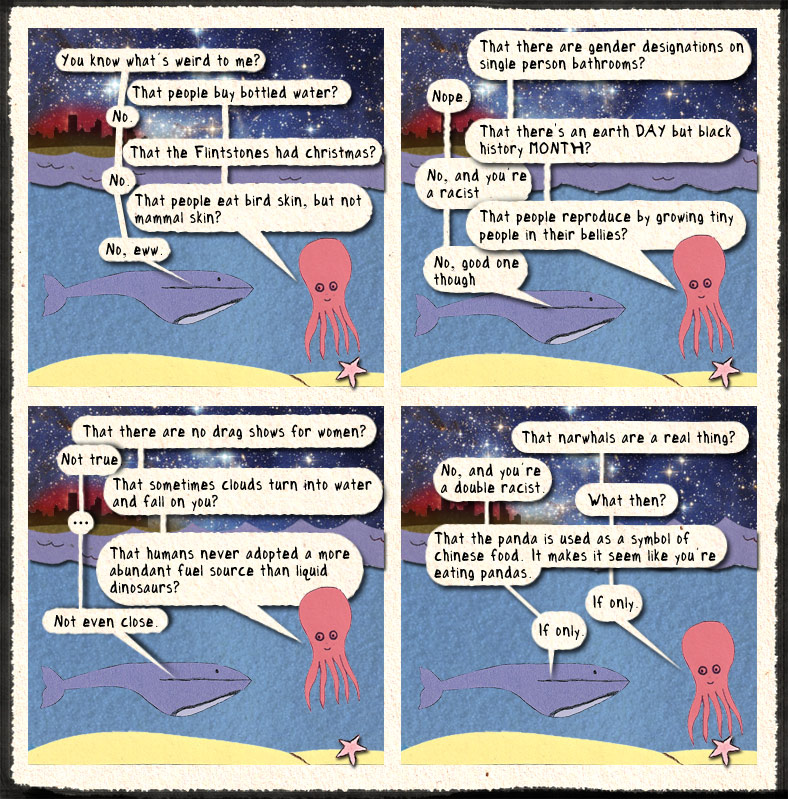 You know what's weird to me?
That people buy bottled water?
No.
That the Flintstones had christmas?
No.
That people eat bird skin, but not
mammal skin?
No, eww.
That there are gender designations on
single person bathrooms?
Nope.
That there's an earth DAY but black
history MONTH?
No, and you're
a racist
That people reproduce by growing tiny
people in their bellies?
No, good one
though
That there are no drag shows for women?
Not true
That sometimes clouds turn into water
and fall on you?
...
That humans never adopted a more
abundant fuel source than liquid
dinosaurs?
Not even close.
That narwhals are a real thing?
No, and you're
a double racist.
What then?
That the panda is used as a symbol of
chinese food. It makes it seem like you're
eating pandas.
If only.
If only.